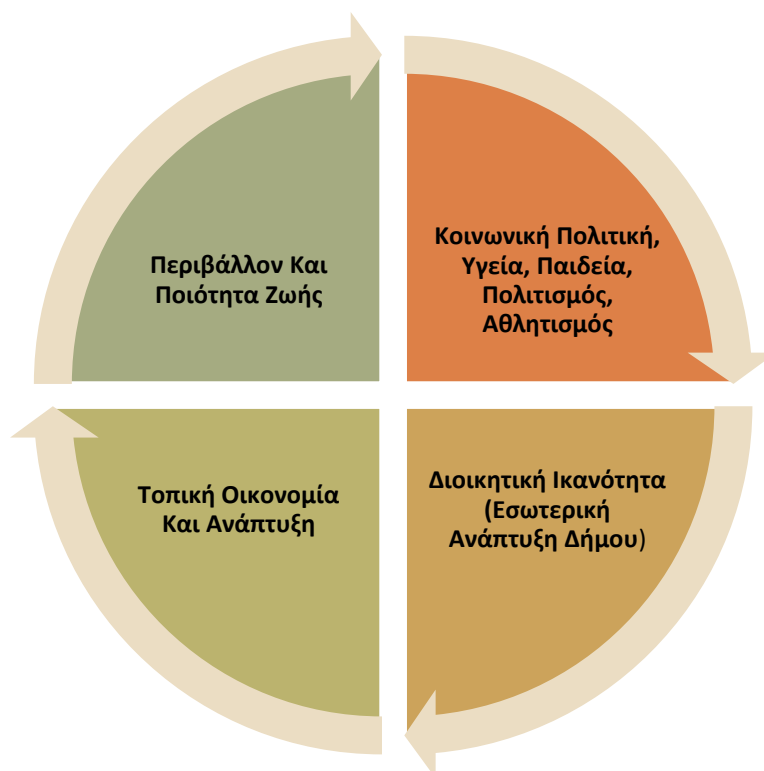 Περιβάλλον Και
Ποιότητα Ζωής
Κοινωνική Πολιτική,
Υγεία, Παιδεία,
Πολιτισμός,
Αθλητισμός
Τοπική Οικονομία
Και Ανάπτυξη
Διοικητική Ικανότητα
(Εσωτερική
Ανάπτυξη Δήμου)